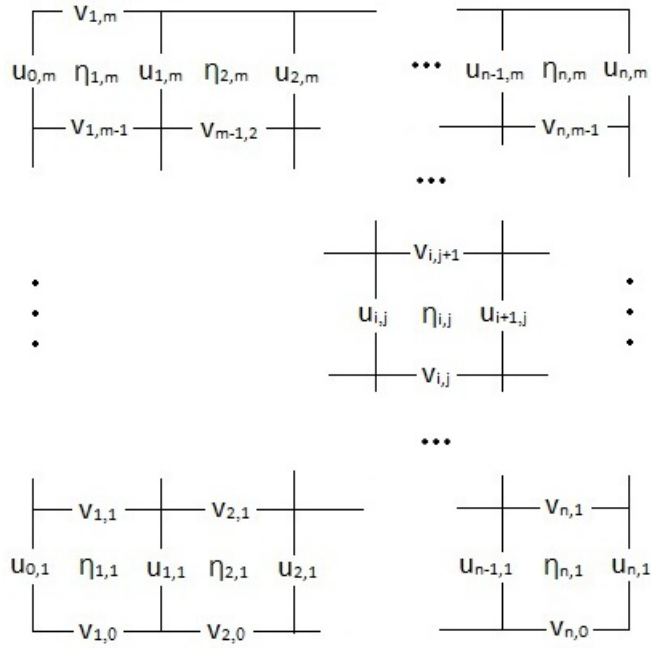 v1,m
u0,m η1,m u1,m η2,m u2,m ••• un-1,m ηn,m un,m
v1,m-1 vm-1,2 vn,m-1
•••
vi,j+1
ui,j ηi,j ui+1,j
vi,j
•••
v1,1 v2,1 vn,1
u0,1 η1,1 u1,1 η2,1 u2,1 un-1,1 ηn,1 un,1
v1,0 v2,0 vn,0